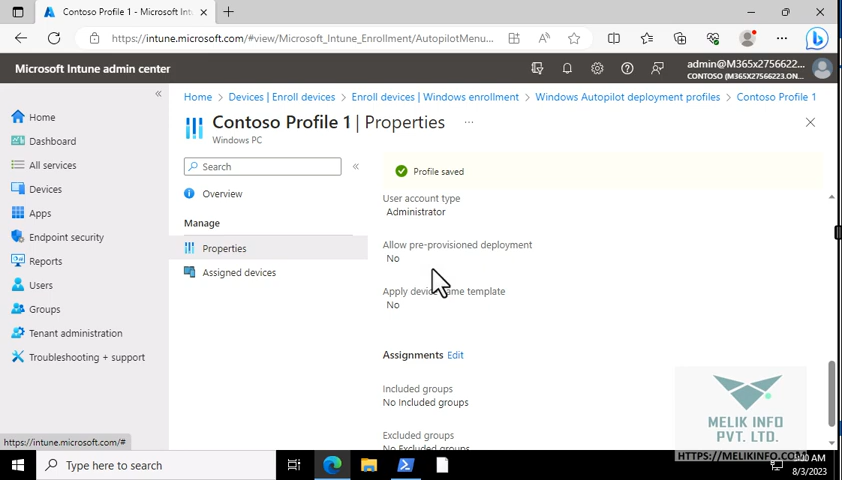 Contoso Profile 1 - Microsoft Int
https://intune.microsoft.com/#view/Microsoft_Intune_Enrollment/AutopilotMenu...
Microsoft Intune admin center
admin@M365x2756622...
CONTOSO (M365X27566223.ON...
Home > Devices | Enroll devices > Enroll devices | Windows enrollment > Windows Autopilot deployment profiles > Contoso Profile 1
Contoso Profile 1 | Properties ...
Windows PC
Search
Profile saved
Home
Dashboard
All services
Devices
Apps
Endpoint security
Reports
Users
Groups
Tenant administration
Troubleshooting + support
Overview
Manage
Properties
Assigned devices
User account type
Administrator
Allow pre-provisioned deployment
No
Apply device name template
No
Assignments Edit
Included groups
No Included groups
Excluded groups
No Excluded groups
MELIK INFO
PVT. LTD.
HTTPS://MELIKINFO.COM
https://intune.microsoft.com/#
Type here to search
AM
8/3/2023